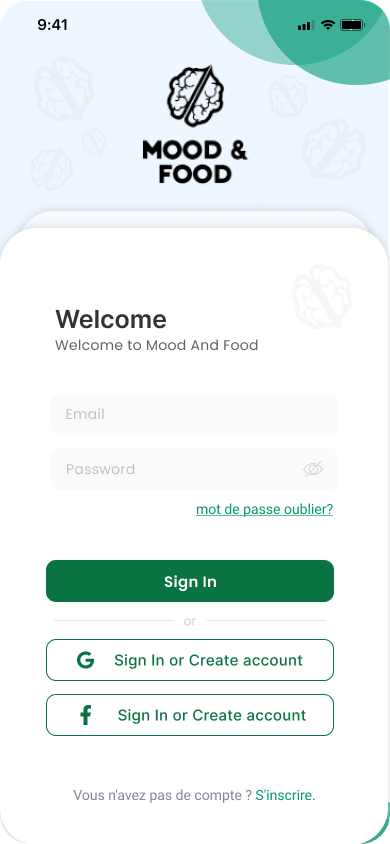 9:41
MOOD &
FOOD
Welcome
Welcome to Mood And Food
Email
Password
mot de passe oublier?
Sign In
or
Sign In or Create account
Sign In or Create account
Vous n'avez pas de compte ? S'inscrire.